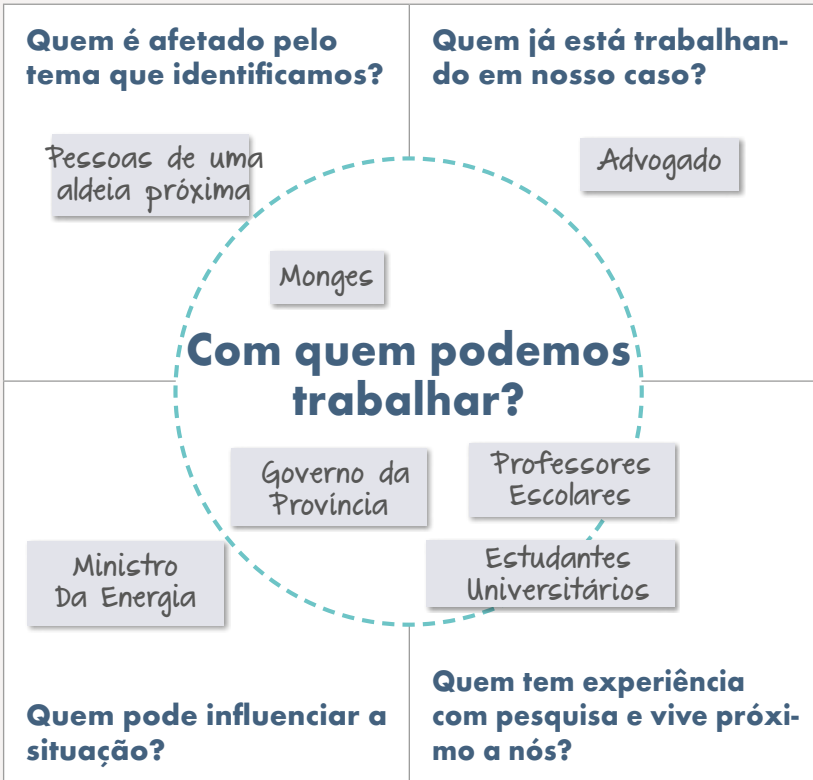 Quem é afetado pelo
tema que identificamos?
Quem já está trabalhan-
do em nosso caso?
Pessoas de uma
aldeia próxima
Advogado
Monges
Com quem podemos
trabalhar?
Governo da
Província
Professores
Escolares
Ministro
Da Energia
Estudantes
Universitários
Quem pode influenciar a
situação?
Quem tem experiência
com pesquisa e vive próxi-
mo a nós?